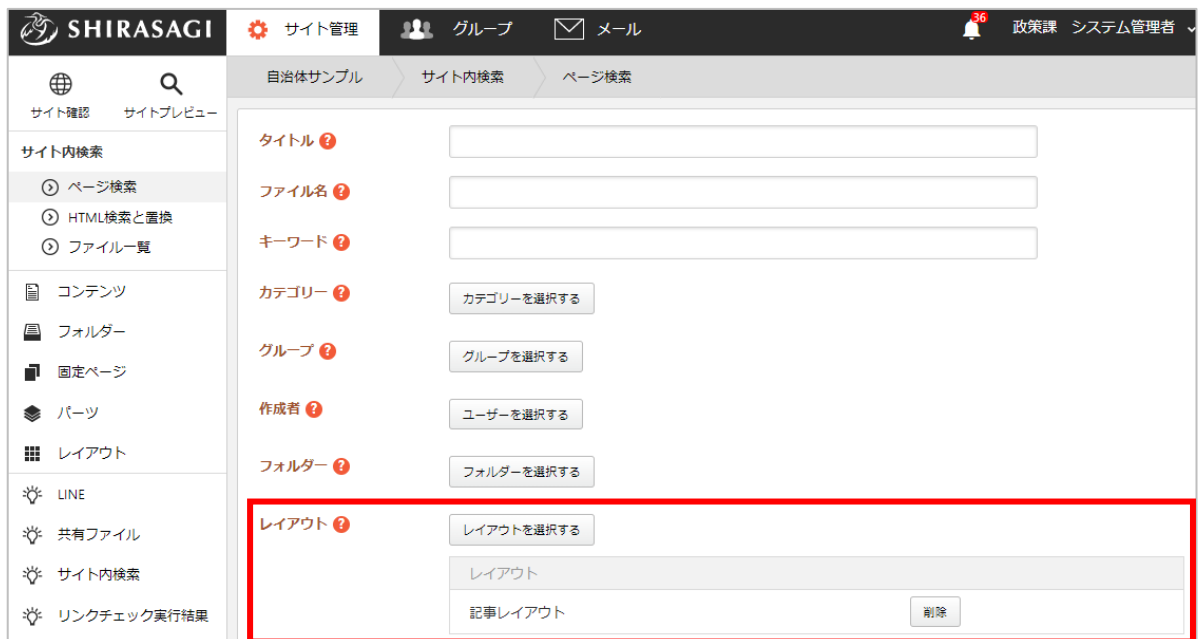 SHIRASAGI
サイト管理
グループ
メール
36
政策課 システム管理者
サイト確認
サイトプレビュー
自治体サンプル
サイト内検索
ページ検索
サイト内検索
ページ検索
HTML検索と置換
ファイル一覧
コンテンツ
フォルダー
固定ページ
パーツ
レイアウト
LINE
共有ファイル
サイト内検索
リンクチェック実行結果
タイトル ?
ファイル名 ?
キーワード ?
カテゴリー ? カテゴリーを選択する
グループ ? グループを選択する
作成者 ? ユーザーを選択する
フォルダー ? フォルダーを選択する
レイアウト ? レイアウトを選択する
レイアウト
記事レイアウト 削除